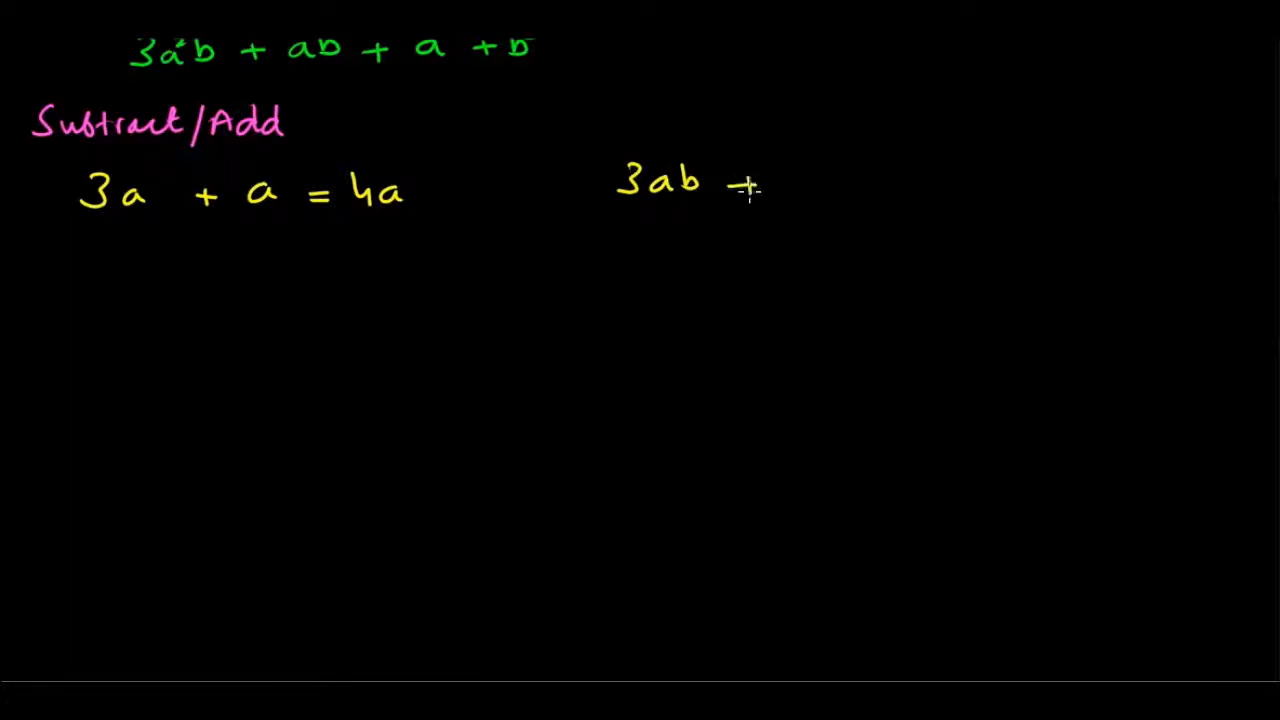 3a²b + ab + a + b
Subtract/Add
3a + a = 4a
3ab +